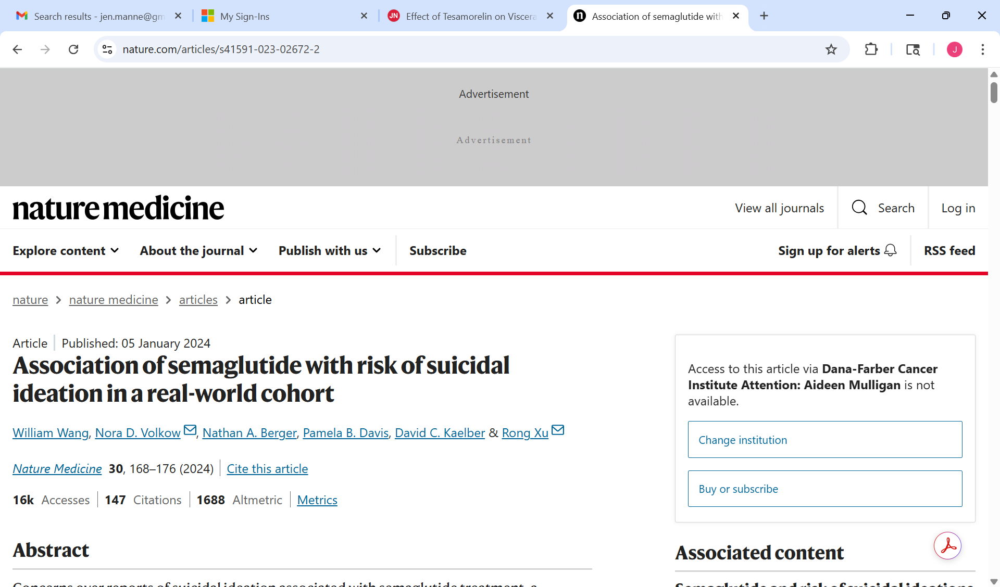 Search results - jen.manne@gm
My Sign-Ins
JN
Effect of Tesamorelin on Viscera
n
Association of semaglutide with
nature.com/articles/s41591-023-02672-2
J
Advertisement
Advertisement
nature medicine
View all journals
Search
Log in
Explore content
About the journal
Publish with us
Subscribe
Sign up for alerts
RSS feed
nature > nature medicine > articles > article
Article
Published: 05 January 2024
Association of semaglutide with risk of suicidal
ideation in a real-world cohort
William Wang, Nora D. Volkow, Nathan A. Berger, Pamela B. Davis, David C. Kaelber & Rong Xu
Nature Medicine 30, 168–176 (2024)
Cite this article
16k Accesses
147 Citations
1688 Altmetric
Metrics
Abstract
Concerns over reports of suicidal ideation associated with semaglutide treatment, a
Access to this article via Dana-Farber Cancer
Institute Attention: Aideen Mulligan is not
available.
Change institution
Buy or subscribe
Associated content
Semaglutide and risk of suicidal ideations